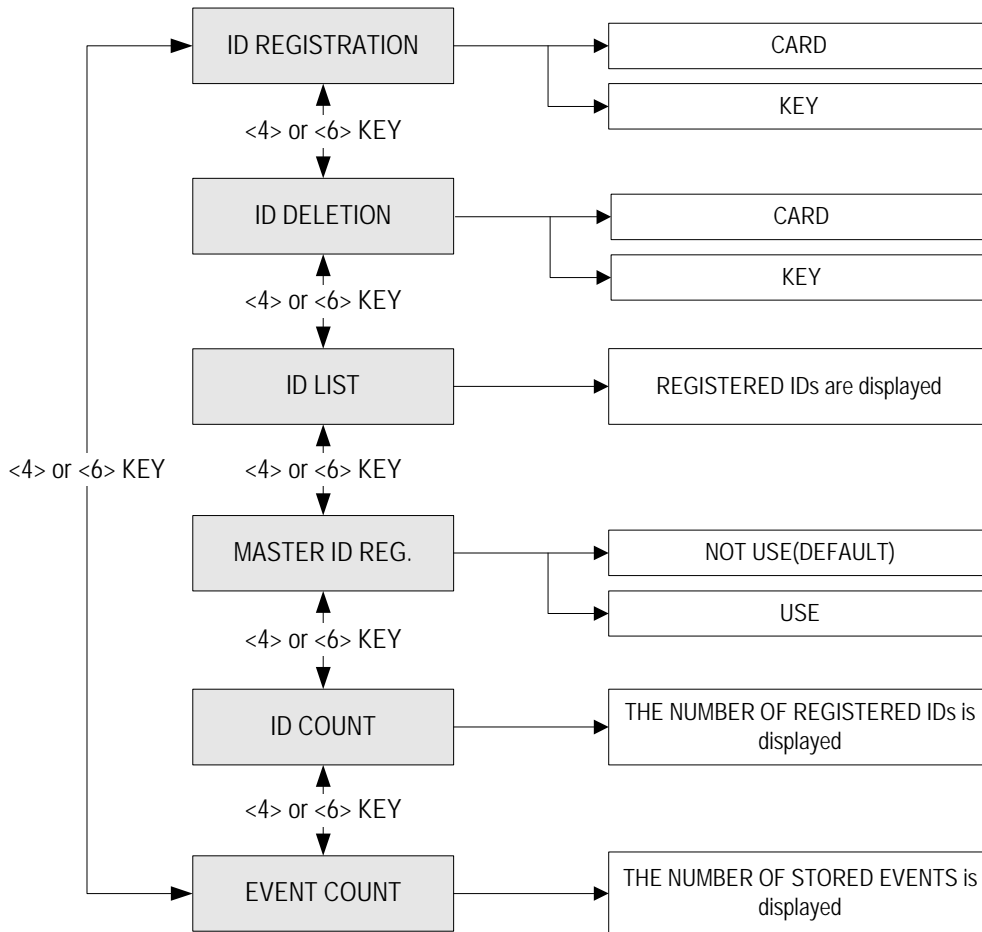 ID REGISTRATION
CARD
KEY
<4> or <6> KEY
ID DELETION
CARD
KEY
<4> or <6> KEY
ID LIST
REGISTERED IDs are displayed
<4> or <6> KEY
<4> or <6> KEY
MASTER ID REG.
NOT USE(DEFAULT)
USE
<4> or <6> KEY
ID COUNT
THE NUMBER OF REGISTERED IDs is
displayed
<4> or <6> KEY
EVENT COUNT
THE NUMBER OF STORED EVENTS is
displayed